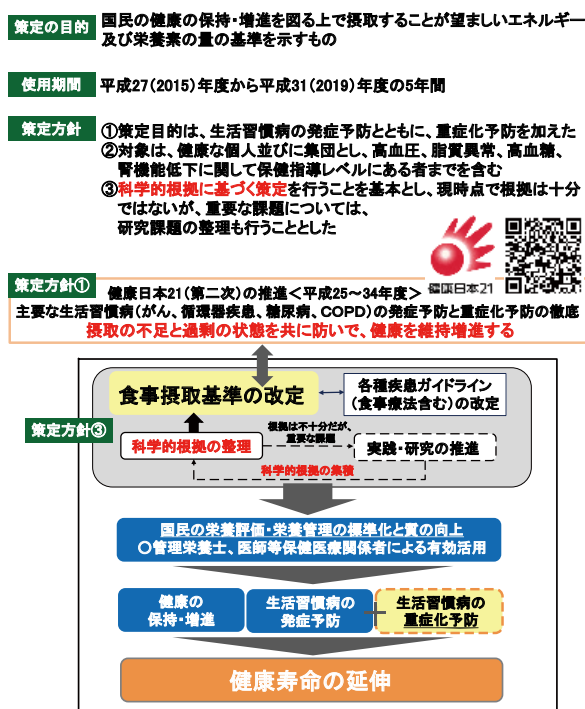 策定の目的
国民の健康の保持・増進を図る上で摂取することが望ましいエネルギー
及び栄養素の量の基準を示すもの
使用期間
平成27(2015)年度から平成31(2019)年度の5年間
策定方針
①策定目的は、生活習慣病の発症予防とともに、重症化予防を加えた
②対象は、健康な個人並びに集団とし、高血圧、脂質異常、高血糖、
腎機能低下に関して保健指導レベルにある者までを含む
③科学的根拠に基づく策定を行うことを基本とし、現時点で根拠は十分
ではないが、重要な課題については、
研究課題の整理も行うこととした
健康日本21
策定方針①
健康日本21(第二次)の推進<平成25～34年度>
主要な生活習慣病(がん、循環器疾患、糖尿病、COPD)の発症予防と重症化予防の徹底
摂取の不足と過剰の状態を共に防いで、健康を維持増進する
食事摂取基準の改定
各種疾患ガイドライン
(食事療法含む)の改定
策定方針③
科学的根拠の整理
根拠は不十分だが、
重要な課題
実践・研究の推進
科学的根拠の集積
国民の栄養評価・栄養管理の標準化と質の向上
○管理栄養士、医師等保健医療関係者による有効活用
健康の
保持・増進
生活習慣病の
発症予防
＋
生活習慣病の
重症化予防
健康寿命の延伸